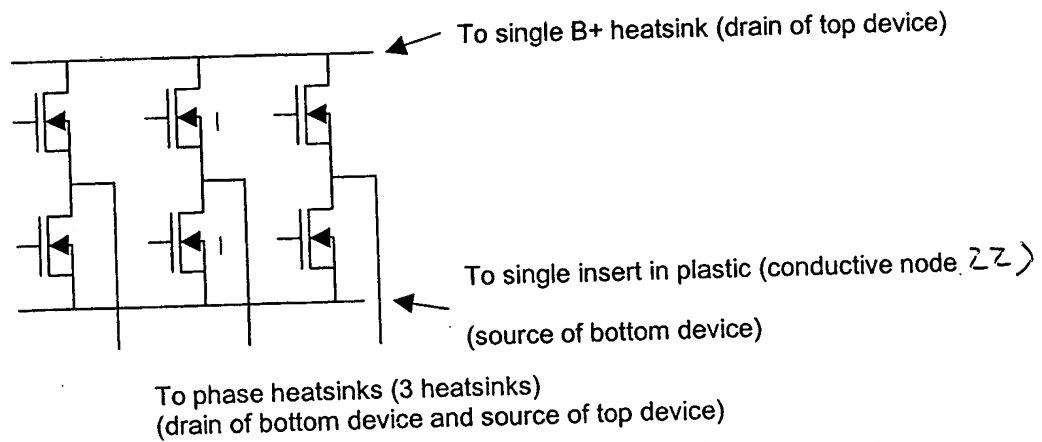 To single B+ heatsink (drain of top device)
To single insert in plastic (conductive node. 22)
(source of bottom device)
To phase heatsinks (3 heatsinks)
(drain of bottom device and source of top device)